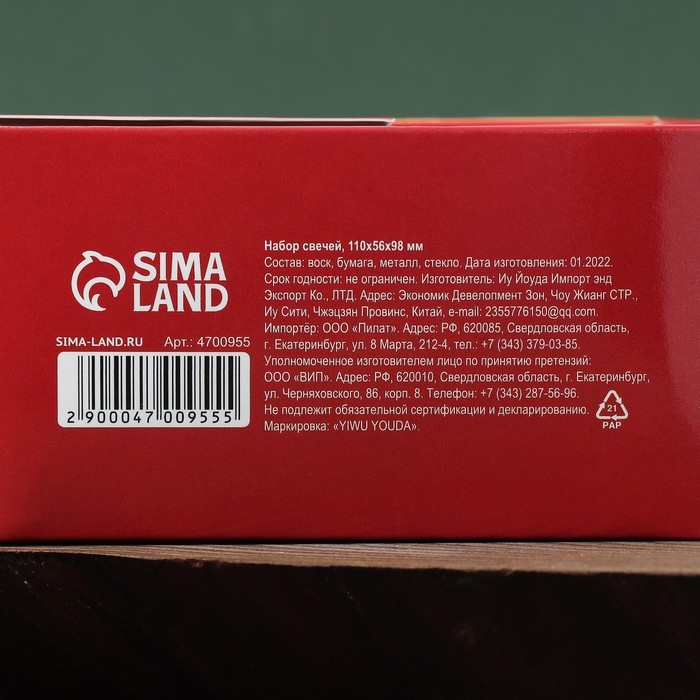 SIMA
LAND
SIMA-LAND.RU Арт.: 4700955
2 900047 009555
Набор свечей, 110х56х98 мм
Состав: воск, бумага, металл, стекло. Дата изготовления: 01.2022.
Срок годности: не ограничен. Изготовитель: Иу Йоуда Импорт энд
Экспорт Ко., ЛТД. Адрес: Экономик Девелопмент Зон, Чоу Жианг СТР.,
Иу Сити, Чжэцзян Провинс, Китай, e-mail: 2355776150@qq.com.
Импортёр: ООО «Пилат». Адрес: РФ, 620085, Свердловская область,
г. Екатеринбург, ул. 8 Марта, 212-4, тел.: +7 (343) 379-03-85.
Уполномоченное изготовителем лицо по принятию претензий:
ООО «ВИП». Адрес: РФ, 620010, Свердловская область, г. Екатеринбург,
ул. Черняховского, 86, корп. 8. Телефон: +7 (343) 287-56-96.
Не подлежит обязательной сертификации и декларированию.
Маркировка: «YIWU YOUDA».
21
PAP